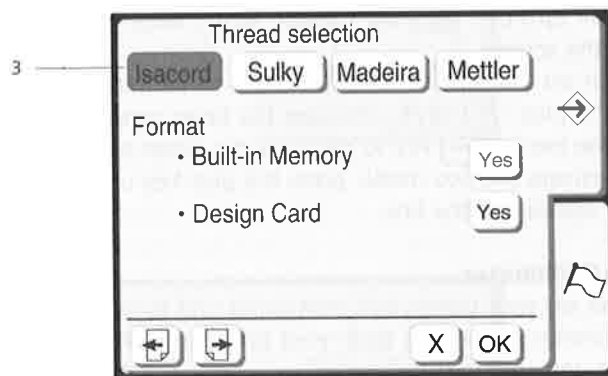 Thread selection
3
Isacord Sulky Madeira Mettler
Format
• Built-in Memory Yes
• Design Card Yes
X OK